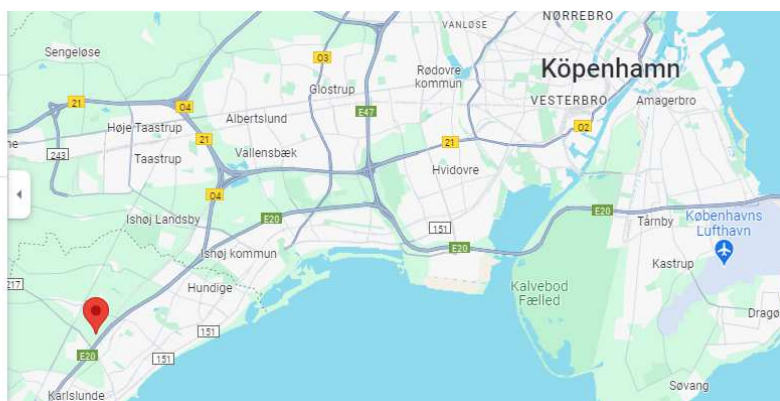 NØRREBRO
VANLØSE
Sengeløse
O3
Glostrup
Rødovre
kommun
Köpenhamn
21
O4
VESTERBRO
Amagerbro
E47
Høje Taastrup
Albertslund
O2
21
21
243
Taastrup
Vallensbæk
Hvidovre
O4
Ishøj Landsby
E20
151
E20
Tårnby
Københavns
Lufthavn
E20
Ishøj kommun
Kastrup
217
Hundige
Kalvebod
Fælled
Dragø
151
E20
151
Søvang
Karlslunde